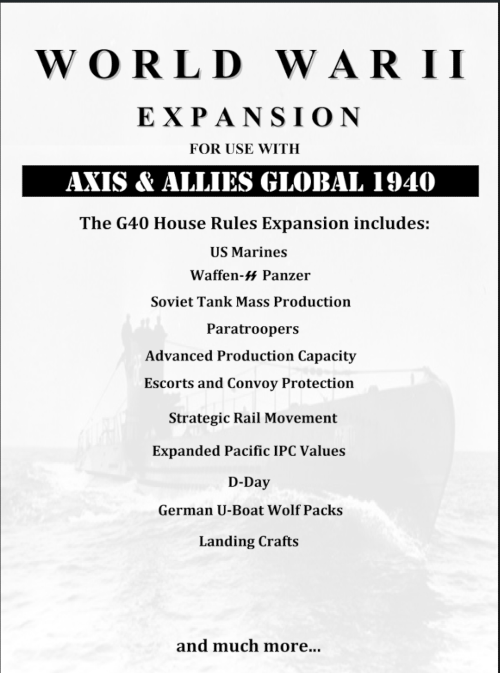 WORLD WAR II
EXPANSION
FOR USE WITH
AXIS & ALLIES GLOBAL 1940
The G40 House Rules Expansion includes:
US Marines
Waffen-ᛋᛋ Panzer
Soviet Tank Mass Production
Paratroopers
Advanced Production Capacity
Escorts and Convoy Protection
Strategic Rail Movement
Expanded Pacific IPC Values
D-Day
German U-Boat Wolf Packs
Landing Crafts
and much more...